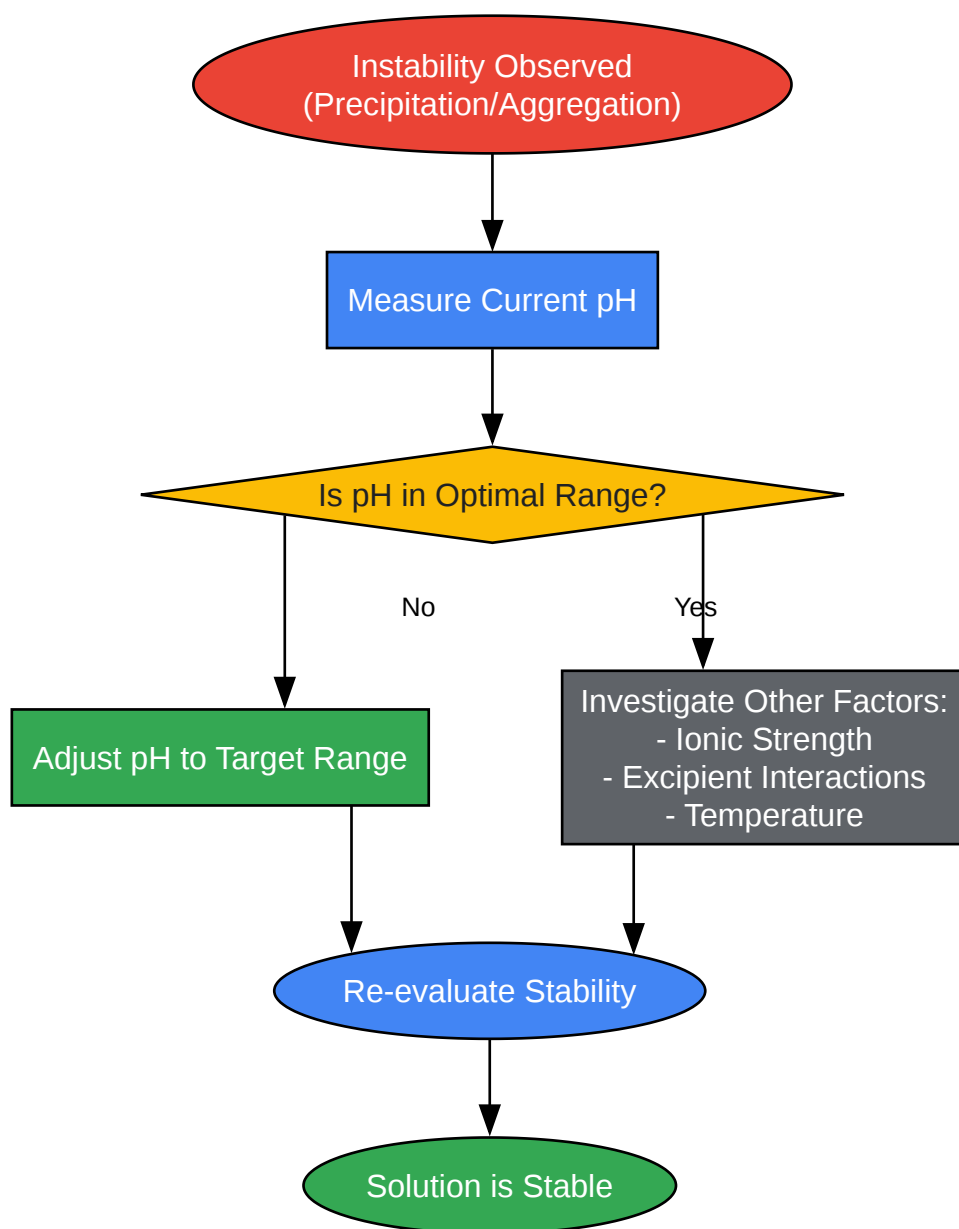 Instability Observed
(Precipitation/Aggregation)
Measure Current pH
Is pH in Optimal Range?
No
Yes
Adjust pH to Target Range
Investigate Other Factors:
- Ionic Strength
- Excipient Interactions
- Temperature
Re-evaluate Stability
Solution is Stable